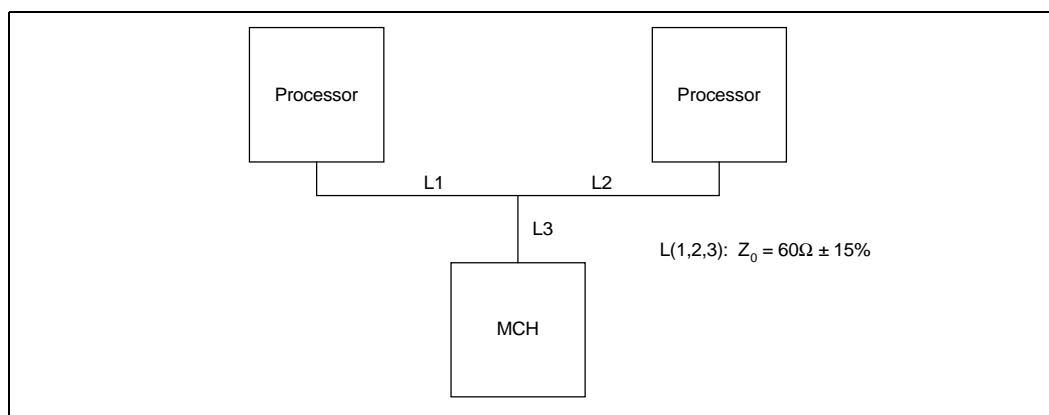 Processor
Processor
L1
L2
L3
L(1,2,3): Z0 = 60Ω ± 15%
MCH